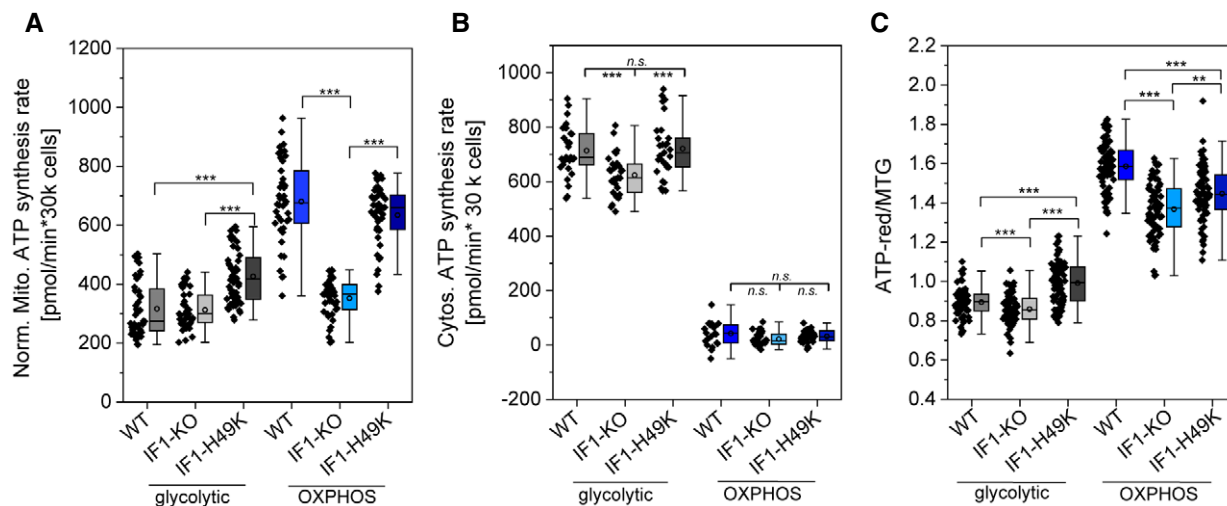 A
Norm. Mito. ATP synthesis rate
[pmol/min*30k cells]
1200
1000
800
600
400
200
0
***
***
***
***
WT
IF1-KO
IF1-H49K
WT
IF1-KO
IF1-H49K
glycolytic
OXPHOS
B
Cytos. ATP synthesis rate
[pmol/min* 30 k cells]
1000
800
600
400
200
0
-200
n.s.
*** ***
n.s.
n.s. n.s.
WT
IF1-KO
IF1-H49K
WT
IF1-KO
IF1-H49K
glycolytic
OXPHOS
C
ATP-red/MTG
2.2
2.0
1.8
1.6
1.4
1.2
1.0
0.8
0.6
0.4
***
**
***
***
***
***
WT
IF1-KO
IF1-H49K
WT
IF1-KO
IF1-H49K
glycolytic
OXPHOS